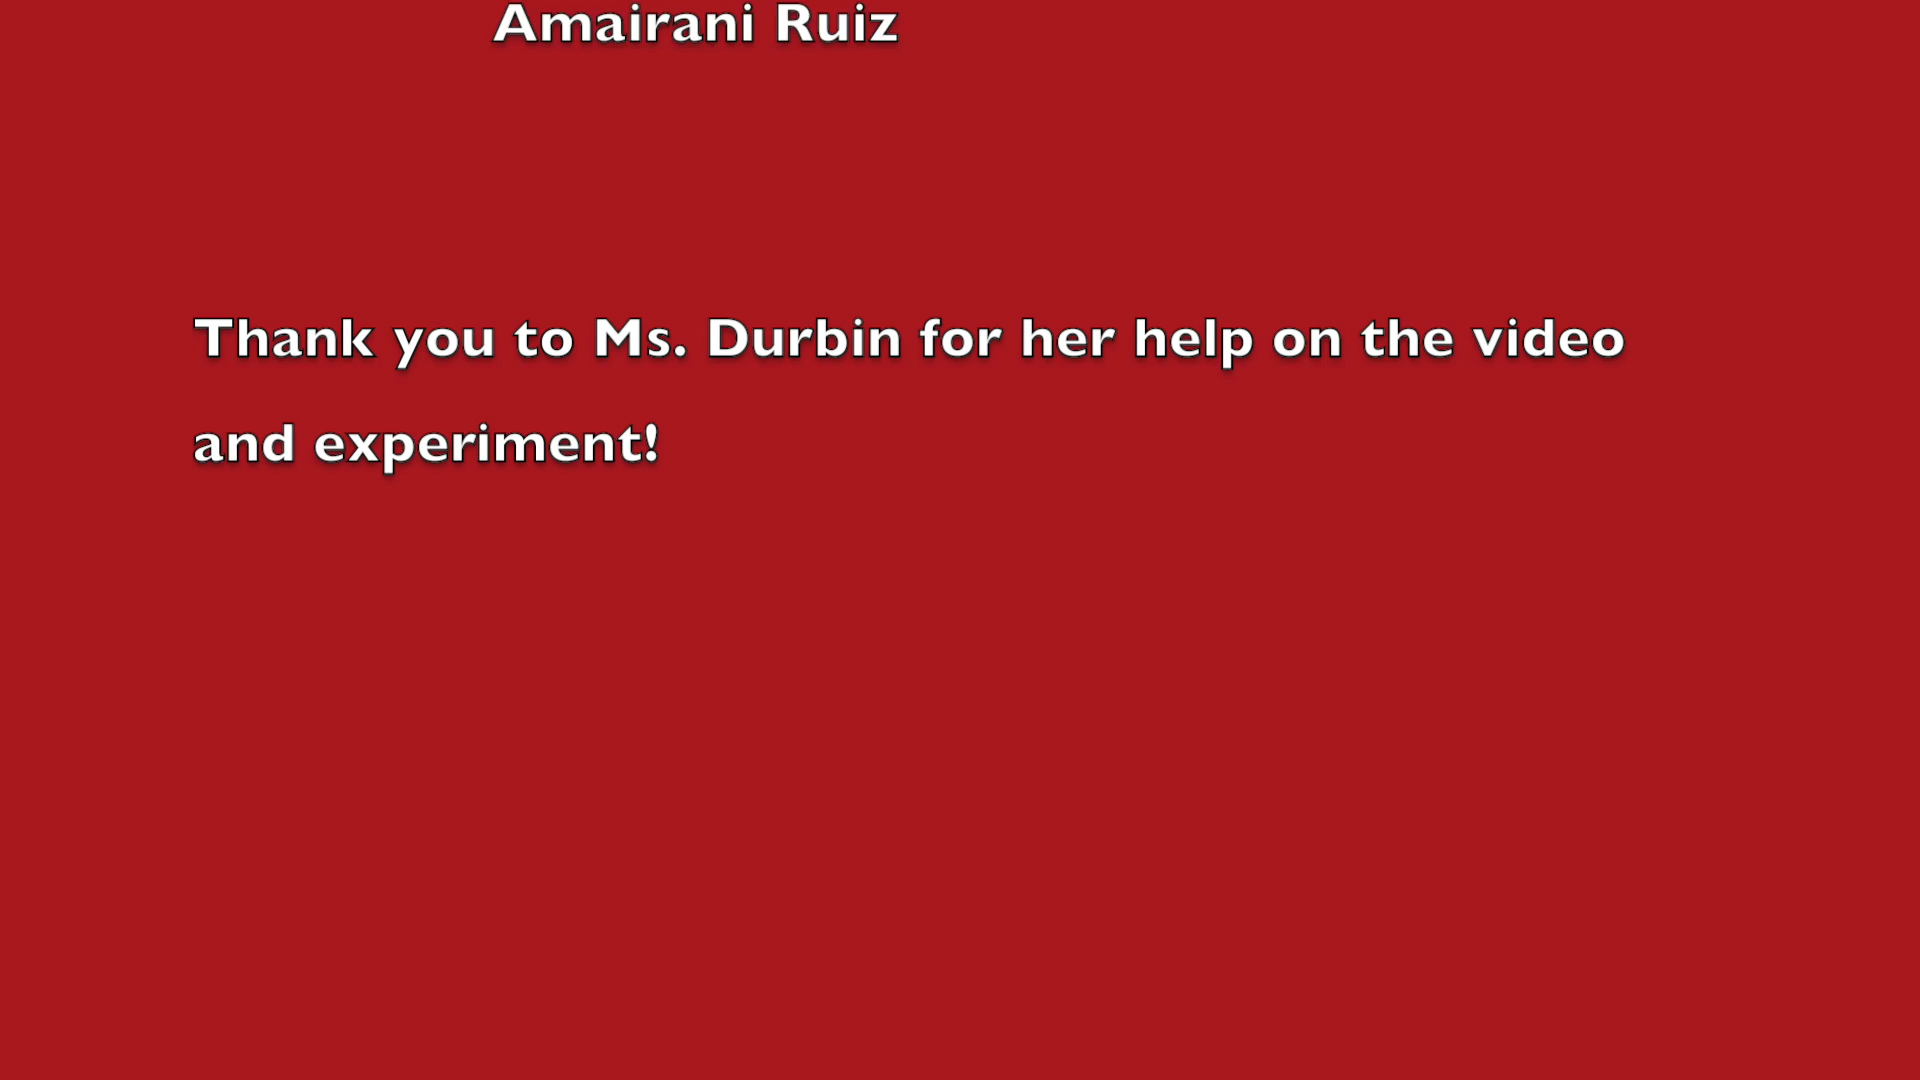 Amairani Ruiz
Thank you to Ms. Durbin for her help on the video
and experiment!